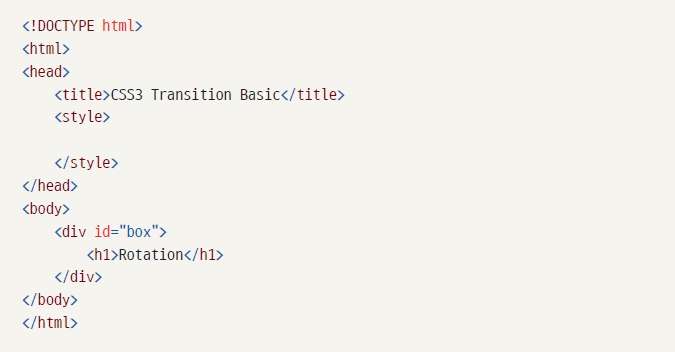 <!DOCTYPE html>
<html>
<head>
    <title>CSS3 Transition Basic</title>
    <style>

    </style>
</head>
<body>
    <div id="box">
        <h1>Rotation</h1>
    </div>
</body>
</html>